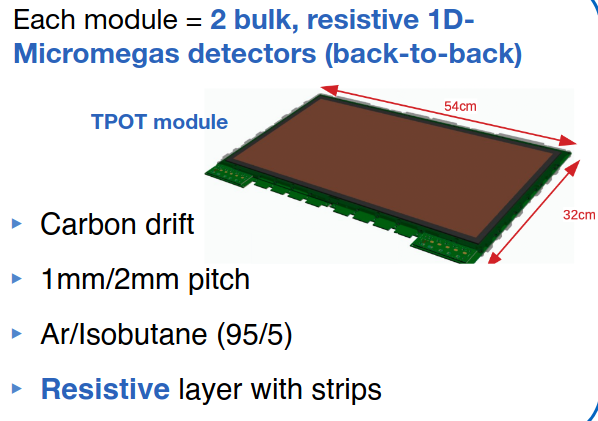 Each module = 2 bulk, resistive 1D-
Micromegas detectors (back-to-back)
TPOT module
54cm
32cm
▸ Carbon drift
▸ 1mm/2mm pitch
▸ Ar/Isobutane (95/5)
▸ Resistive layer with strips